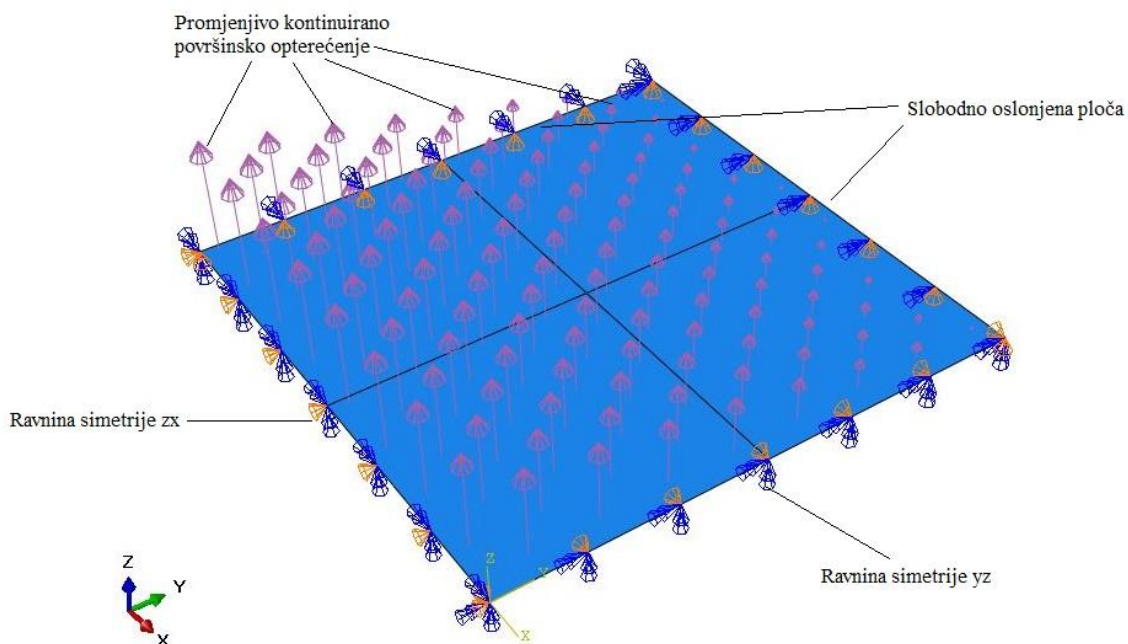 Promjenjivo kontinuirano
površinsko opterećenje
Slobodno oslonjena ploča
Ravnina simetrije zx
Ravnina simetrije yz
Z
Y
X
Z
Y
X